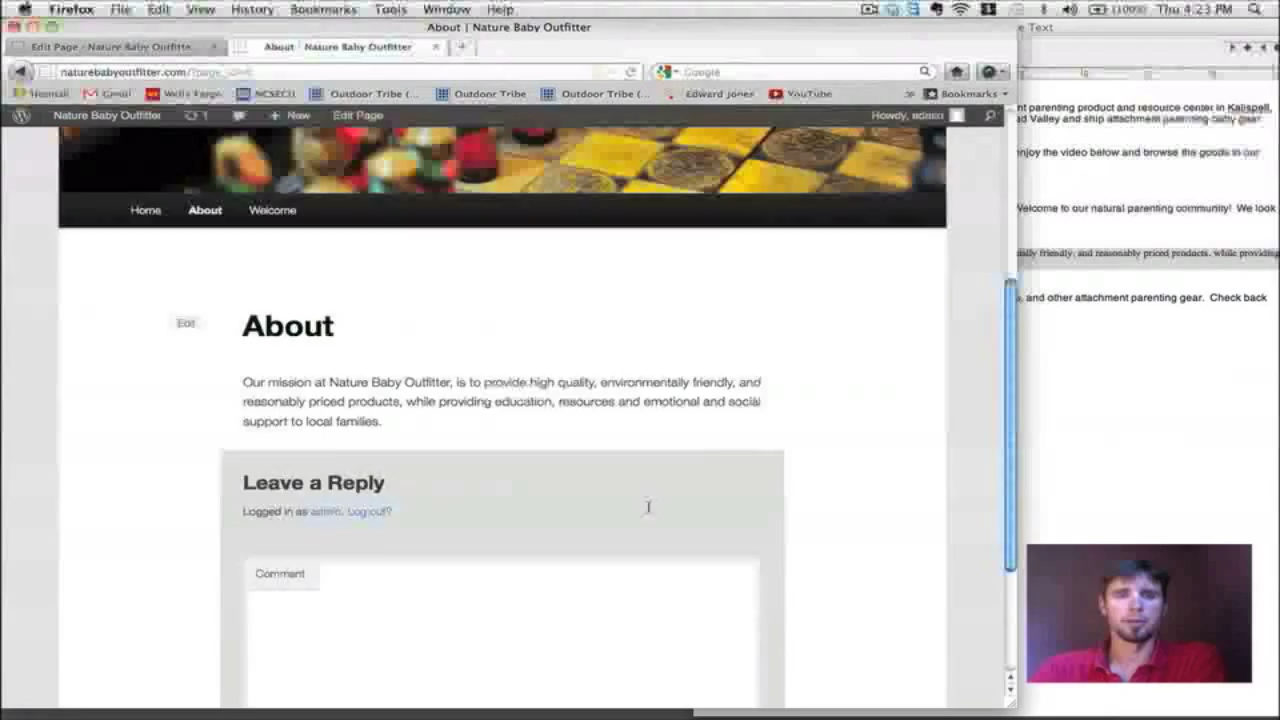 Firefox File Edit View History Bookmarks Tools Window Help
Thu 4:23 PM
About | Nature Baby Outfitter
e Text
Edit Page · Nature Baby Outfitte...
About | Nature Baby Outfitter
naturebabyoutfitter.com/
Google
Hotmail Gmail Wells Fargo NCSECU Outdoor Tribe (... Outdoor Tribe Outdoor Tribe (... Edward Jones YouTube » Bookmarks
Nature Baby Outfitter 1 + New Edit Page Howdy, admin
nt parenting product and resource center in Kalispell,
ad Valley and ship attachment parenting baby gear
enjoy the video below and browse the goods in our
Home About Welcome
Welcome to our natural parenting community! We look
ally friendly, and reasonably priced products, while providing
, and other attachment parenting gear. Check back
Edit
About
Our mission at Nature Baby Outfitter, is to provide high quality, environmentally friendly, and
reasonably priced products, while providing education, resources and emotional and social
support to local families.
Leave a Reply
Logged in as admin. Log out?
Comment